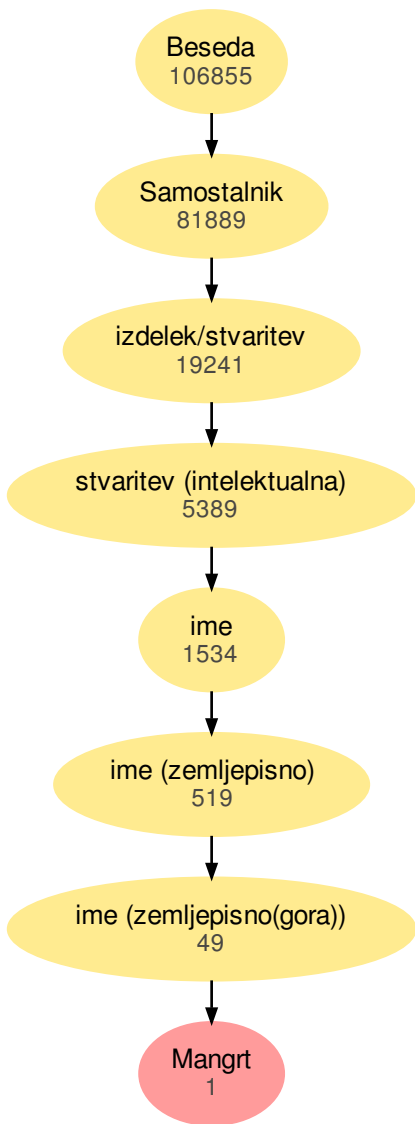 Beseda
106855
Samostalnik
81889
izdelek/stvaritev
19241
stvaritev (intelektualna)
5389
ime
1534
ime (zemljepisno)
519
ime (zemljepisno(gora))
49
Mangrt
1